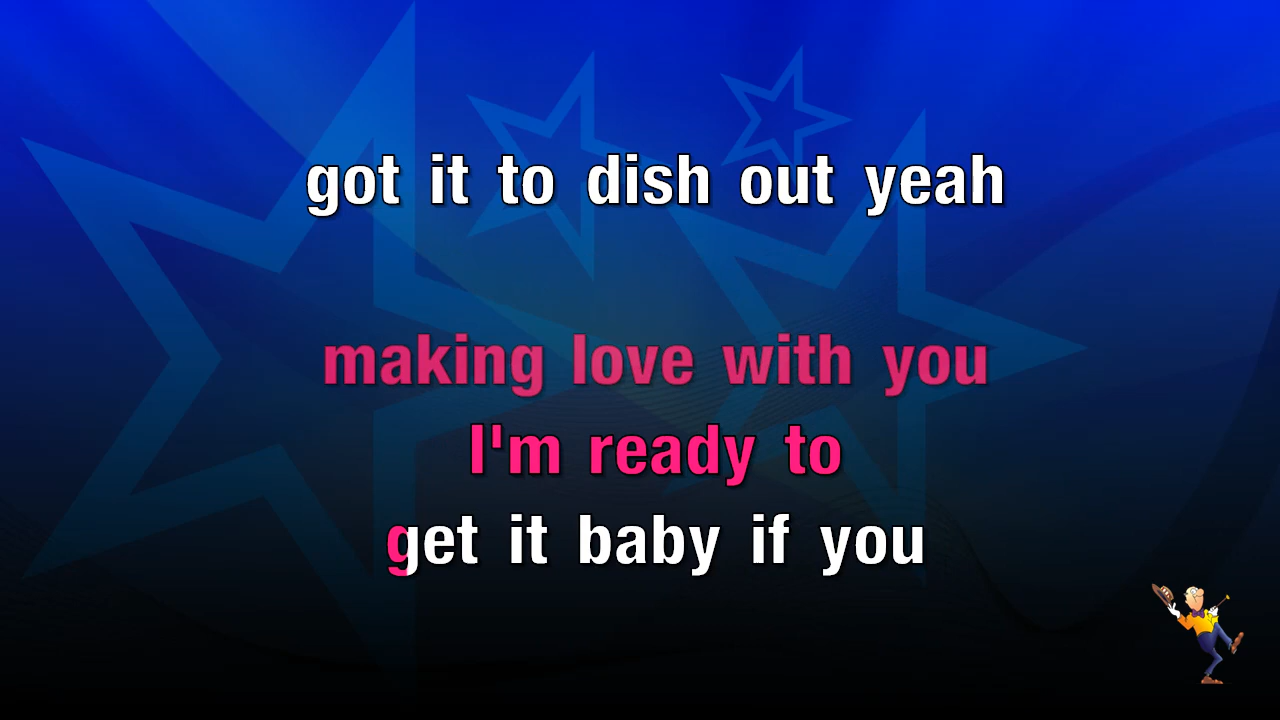 got it to dish out yeah
making love with you
I'm ready to
get it baby if you